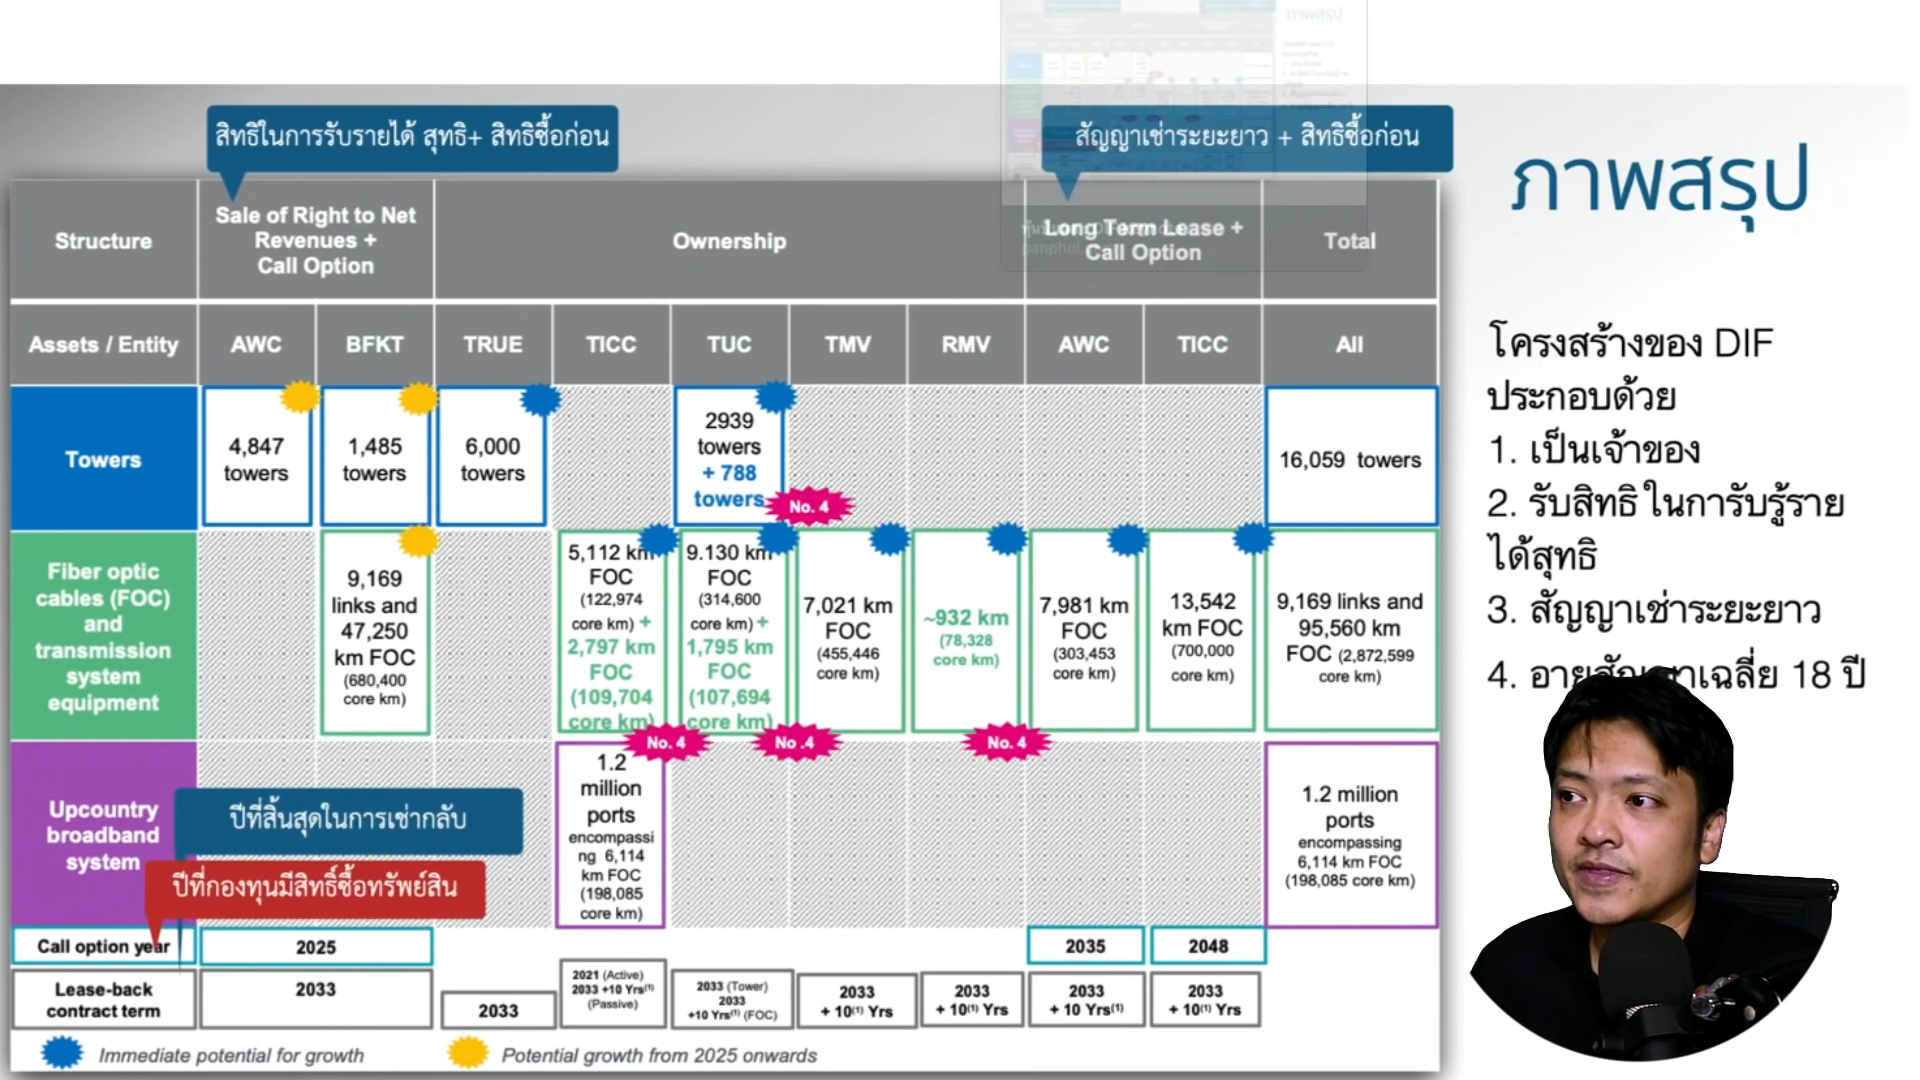 สิทธิในการรับรายได้ สุทธิ+ สิทธิซื้อก่อน
สัญญาเช่าระยะยาว + สิทธิซื้อก่อน
ภาพสรุป
Structure
Sale of Right to Net
Revenues +
Call Option
Ownership
Long Term Lease +
Call Option
Total
Assets / Entity
AWC
BFKT
TRUE
TICC
TUC
TMV
RMV
AWC
TICC
All
Towers
4,847
towers
1,485
towers
6,000
towers
2939
towers
+ 788
towers
No. 4
16,059 towers
Fiber optic
cables (FOC)
and
transmission
system
equipment
9,169
links and
47,250
km FOC
(680,400
core km)
5,112 km
FOC
(122,974
core km) +
2,797 km
FOC
(109,704
core km)
9.130 km
FOC
(314,600
core km) +
1,795 km
FOC
(107,694
core km)
7,021 km
FOC
(455,446
core km)
~932 km
(78,328
core km)
7,981 km
FOC
(303,453
core km)
13,542
km FOC
(700,000
core km)
9,169 links and
95,560 km
FOC (2,872,599
core km)
No. 4
No .4
No. 4
Upcountry
broadband
system
1.2
million
ports
encompassi
ng 6,114
km FOC
(198,085
core km)
1.2 million
ports
encompassing
6,114 km FOC
(198,085 core km)
ปีที่สิ้นสุดในการเช่ากลับ
ปีที่กองทุนมีสิทธิ์ซื้อทรัพย์สิน
Call option year
2025
2035
2048
Lease-back
contract term
2033
2033
2021 (Active)
2033 +10 Yrs⁽¹⁾
(Passive)
2033 (Tower)
2033
+10 Yrs⁽¹⁾ (FOC)
2033
+ 10⁽¹⁾ Yrs
2033
+ 10⁽¹⁾ Yrs
2033
+ 10 Yrs⁽¹⁾
2033
+ 10⁽¹⁾ Yrs
Immediate potential for growth
Potential growth from 2025 onwards
โครงสร้างของ DIF
ประกอบด้วย
1. เป็นเจ้าของ
2. รับสิทธิ ในการับรู้ราย
ได้สุทธิ
3. สัญญาเช่าระยะยาว
4. อายุสัญญาเฉลี่ย 18 ปี